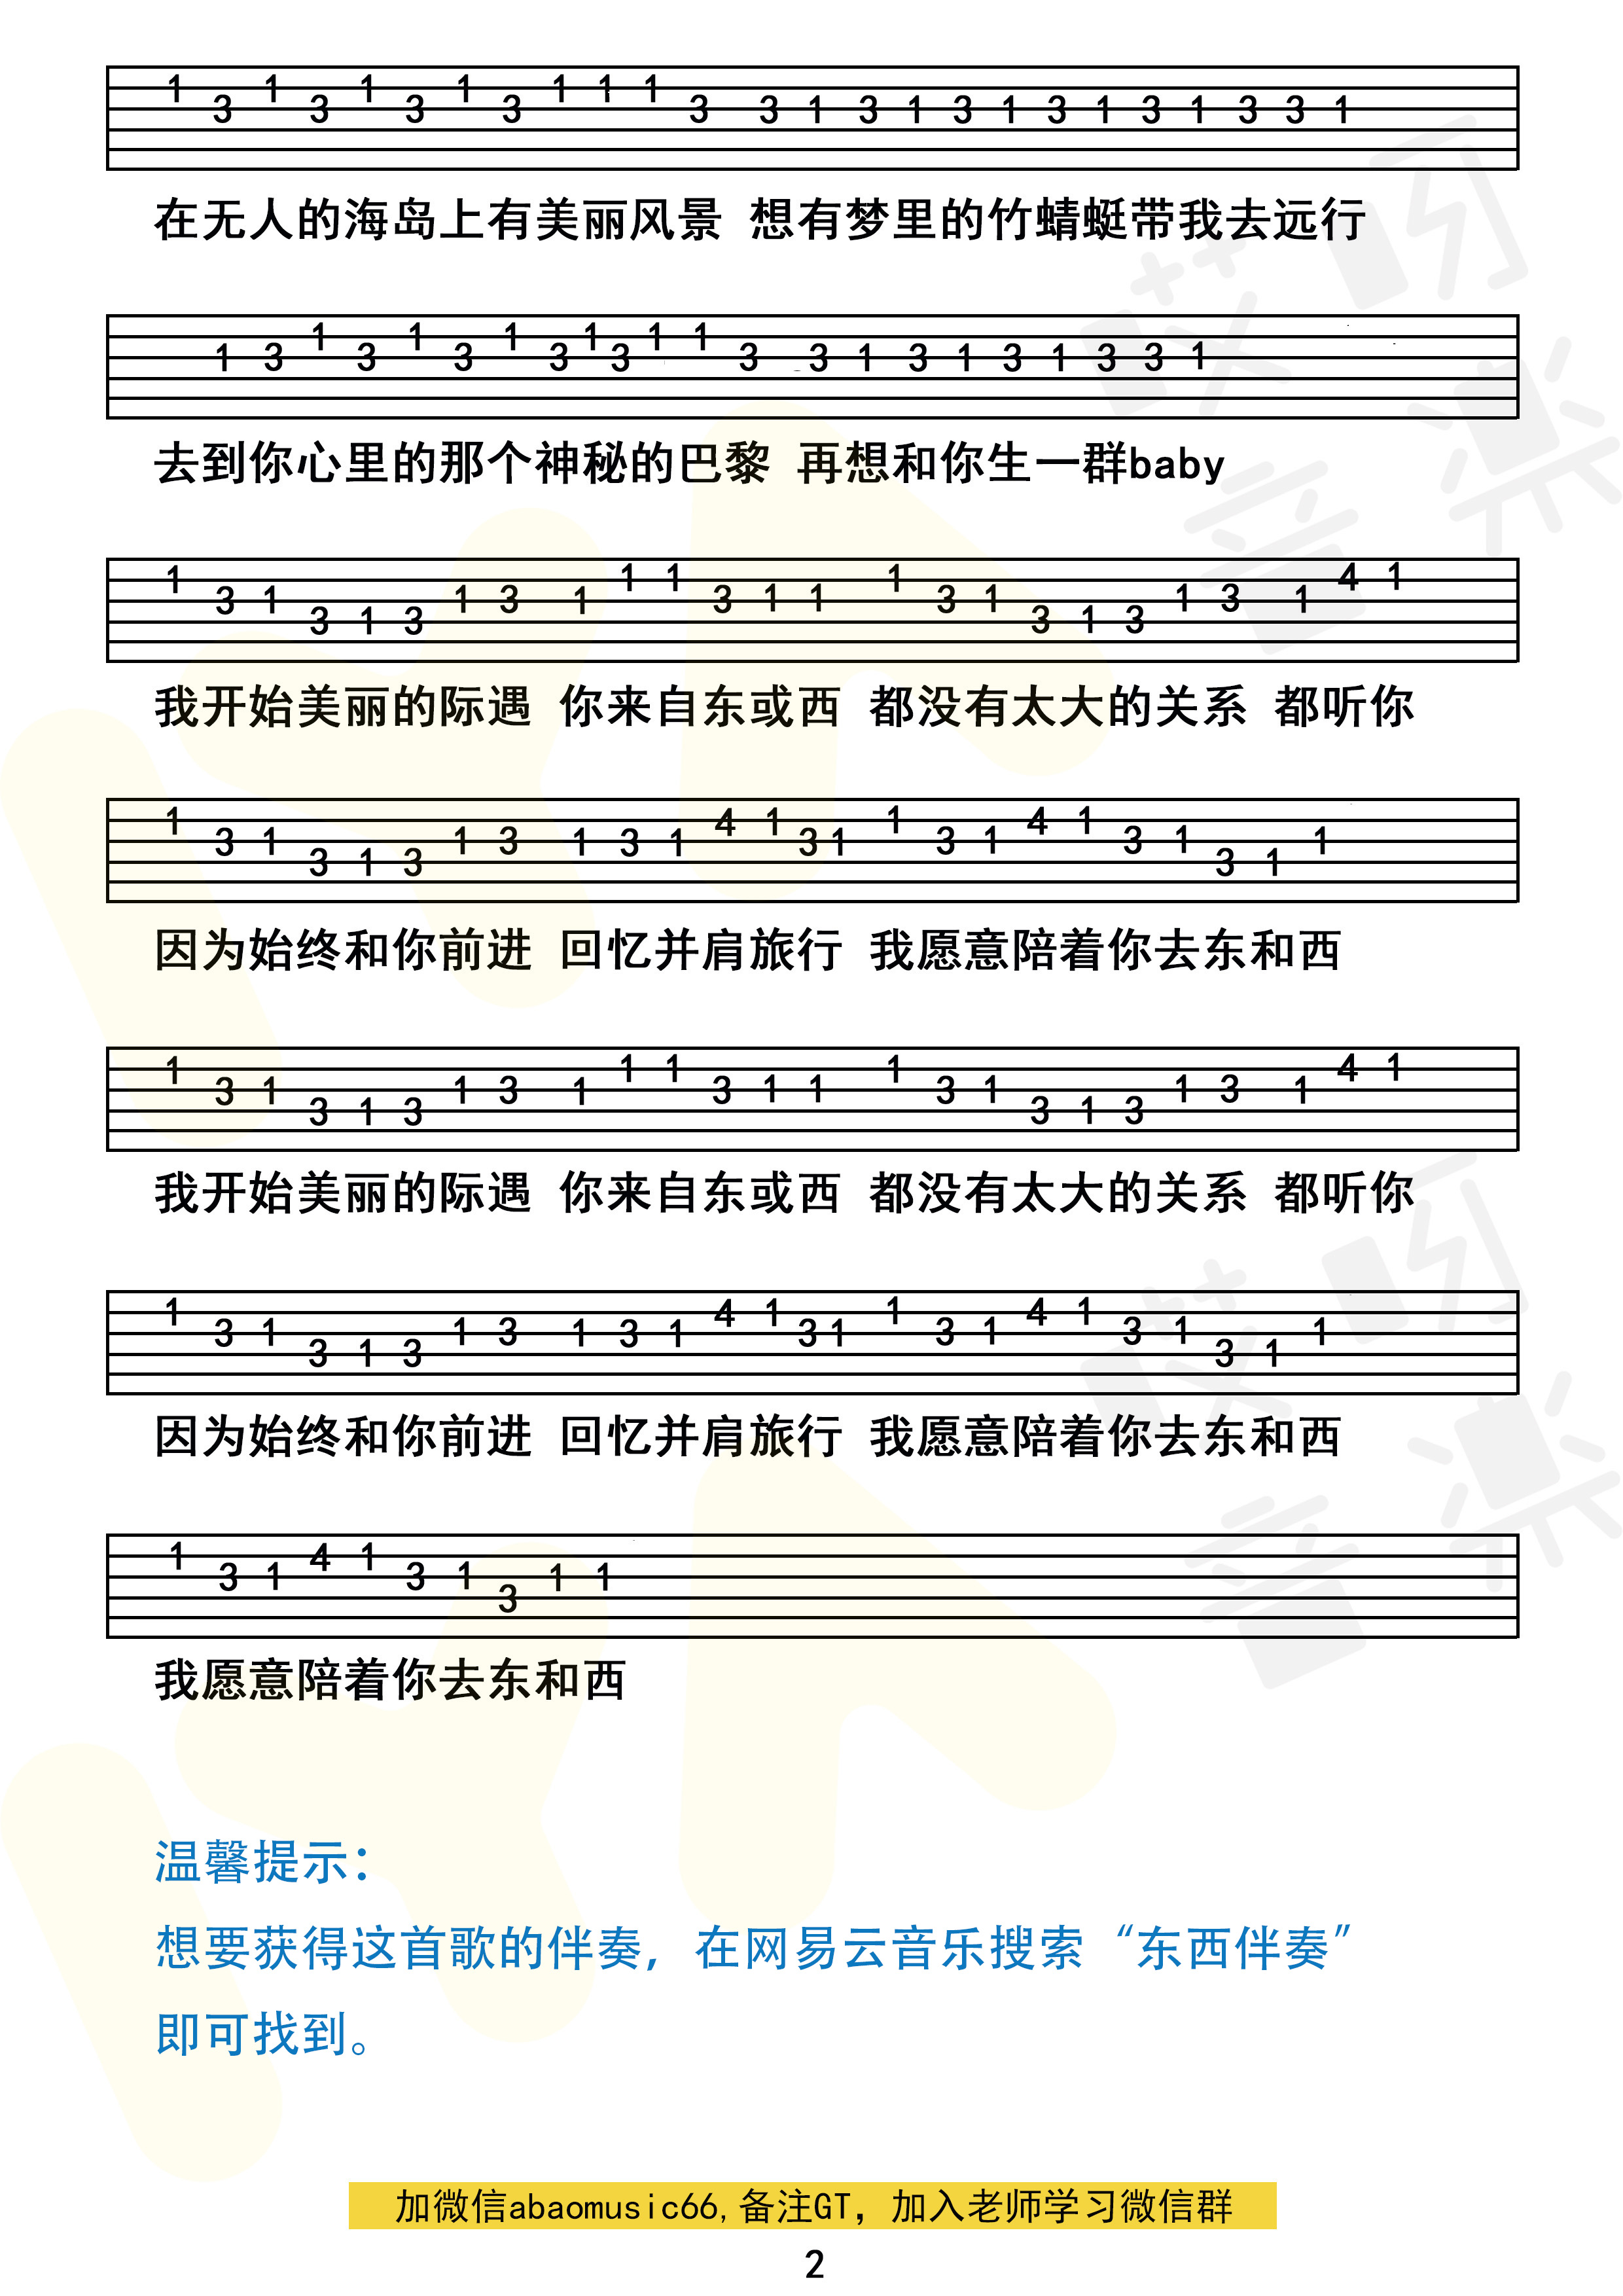 1 3 1 3 1 3 1 3 1 1 1 3 3 1 3 1 3 1 3 1 3 1 3 3 1
在无人的海岛上有美丽风景 想有梦里的竹蜻蜓带我去远行
1 3 1 3 1 3 1 3 1 3 1 1 3 3 1 3 1 3 1 3 3 1
去到你心里的那个神秘的巴黎 再想和你生一群baby
1 3 1 3 1 3 1 3 1 1 1 3 1 1 1 3 1 3 1 3 1 3 1 4 1
我开始美丽的际遇 你来自东或西 都没有太大的关系 都听你
1 3 1 3 1 3 1 3 1 3 1 4 1 3 1 1 3 1 4 1 3 1 3 1 1
因为始终和你前进 回忆并肩旅行 我愿意陪着你去东和西
1 3 1 3 1 3 1 3 1 1 1 3 1 1 1 3 1 3 1 3 1 3 1 4 1
我开始美丽的际遇 你来自东或西 都没有太大的关系 都听你
1 3 1 3 1 3 1 3 1 3 1 4 1 3 1 1 3 1 4 1 3 1 3 1 1
因为始终和你前进 回忆并肩旅行 我愿意陪着你去东和西
1 3 1 4 1 3 1 3 1 1
我愿意陪着你去东和西
温馨提示：
想要获得这首歌的伴奏，在网易云音乐搜索“东西伴奏”
即可找到。
加微信abaomusic66,备注GT，加入老师学习微信群
2